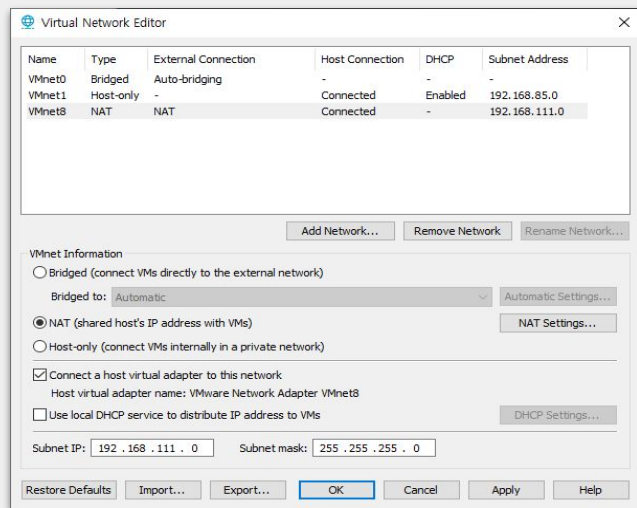 Virtual Network Editor
Name Type External Connection Host Connection DHCP Subnet Address
VMnet0 Bridged Auto-bridging - - -
VMnet1 Host-only - Connected Enabled 192.168.85.0
VMnet8 NAT NAT Connected - 192.168.111.0
Add Network... Remove Network Rename Network...
VMnet Information
Bridged (connect VMs directly to the external network)
Bridged to: Automatic Automatic Settings...
NAT (shared host's IP address with VMs) NAT Settings...
Host-only (connect VMs internally in a private network)
Connect a host virtual adapter to this network
Host virtual adapter name: VMware Network Adapter VMnet8
Use local DHCP service to distribute IP address to VMs DHCP Settings...
Subnet IP: 192 . 168 . 111 . 0 Subnet mask: 255 . 255 . 255 . 0
Restore Defaults Import... Export... OK Cancel Apply Help